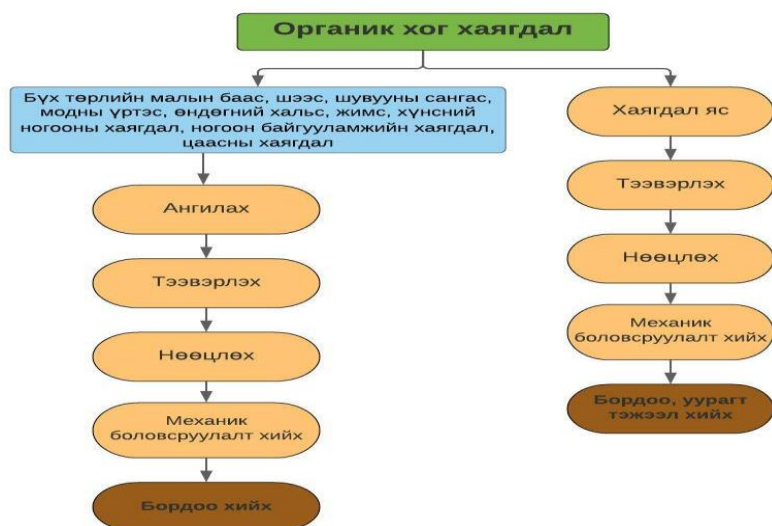 Органик хог хаягдал
Бүх төрлийн малын баас, шээс, шувууны сангас,
модны үртэс, өндөгний хальс, жимс, хүнсний
ногооны хаягдал, ногоон байгууламжийн хаягдал,
цаасны хаягдал
Ангилах
Тээвэрлэх
Нөөцлөх
Механик
боловсруулалт хийх
Бордоо хийх
Хаягдал яс
Тээвэрлэх
Нөөцлөх
Механик
боловсруулалт хийх
Бордоо, уурагт
тэжээл хийх